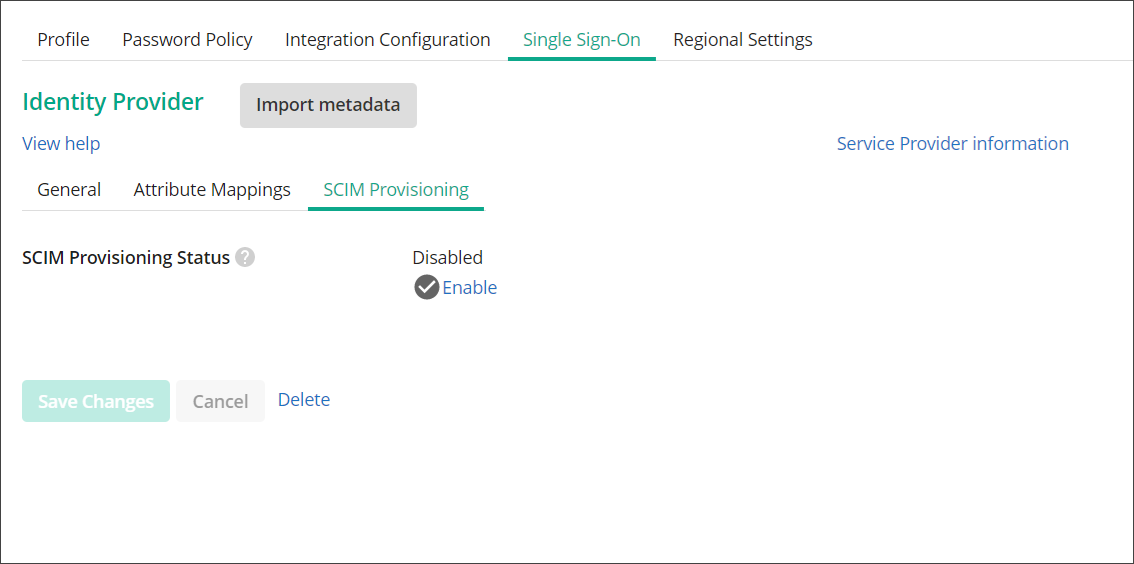 Profile Password Policy Integration Configuration Single Sign-On Regional Settings
Identity Provider Import metadata
View help Service Provider information
General Attribute Mappings SCIM Provisioning
SCIM Provisioning Status ? Disabled
Enable
Save Changes Cancel Delete